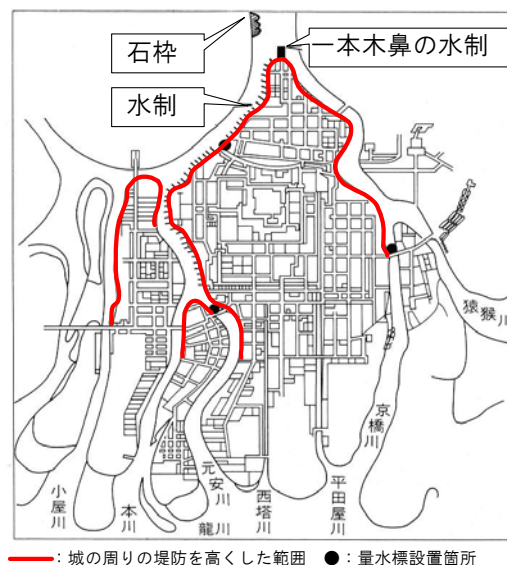 石枠
一本木鼻の水制
水制
猿猴川
京橋川
平田屋川
西塔川
元安川
龍川
本川
小屋川
：城の周りの堤防を高くした範囲 ●：量水標設置箇所